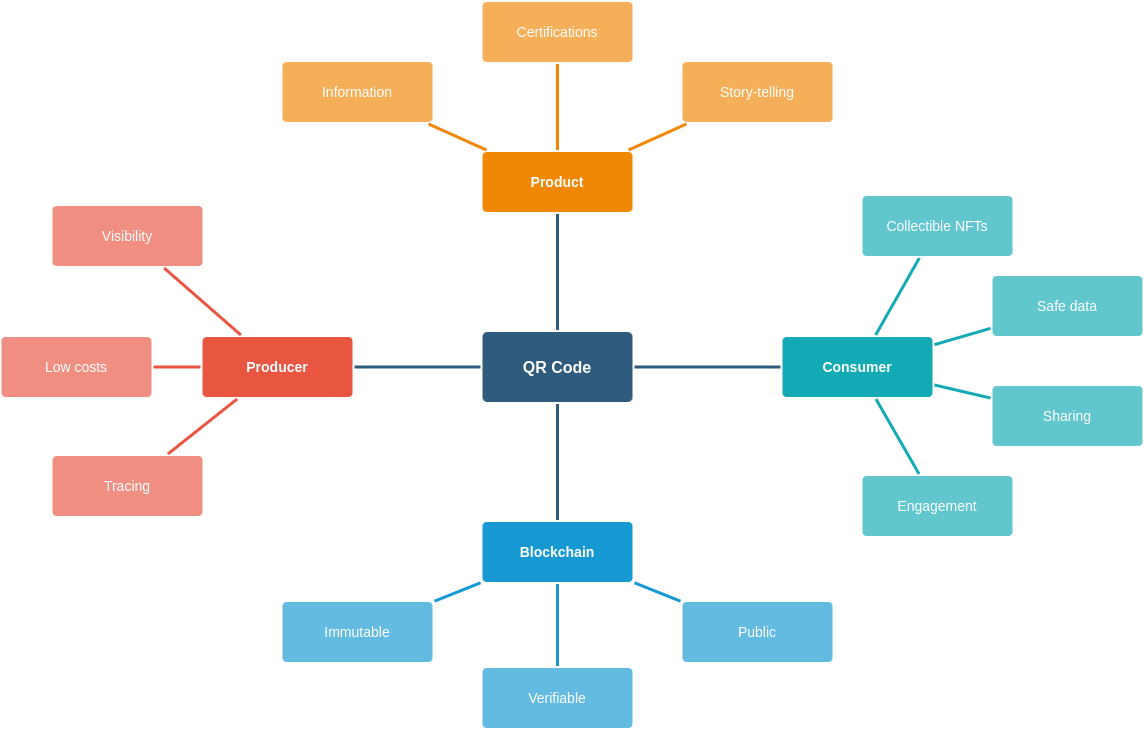 Certifications
Information
Story-telling
Product
Collectible NFTs
Visibility
Safe data
Low costs
Producer
QR Code
Consumer
Sharing
Tracing
Engagement
Blockchain
Immutable
Public
Verifiable